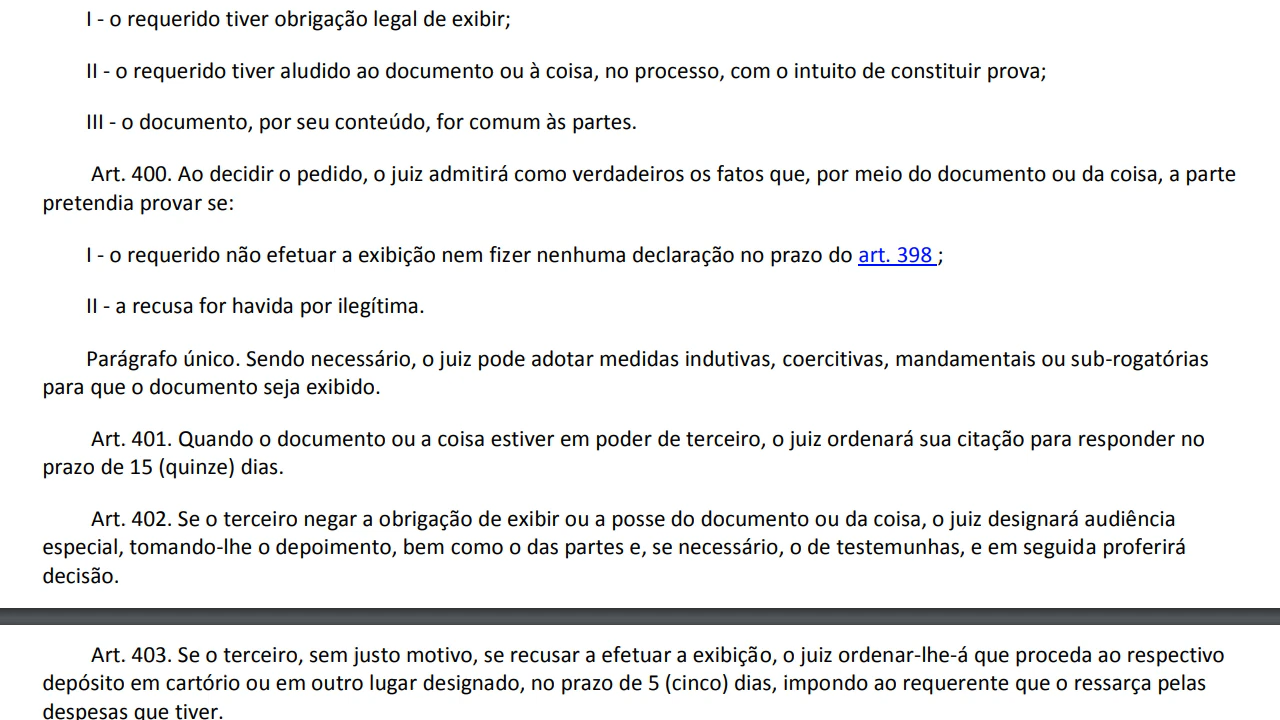 I - o requerido tiver obrigação legal de exibir;
II - o requerido tiver aludido ao documento ou à coisa, no processo, com o intuito de constituir prova;
III - o documento, por seu conteúdo, for comum às partes.
Art. 400. Ao decidir o pedido, o juiz admitirá como verdadeiros os fatos que, por meio do documento ou da coisa, a parte
pretendia provar se:
I - o requerido não efetuar a exibição nem fizer nenhuma declaração no prazo do art. 398 ;
II - a recusa for havida por ilegítima.
Parágrafo único. Sendo necessário, o juiz pode adotar medidas indutivas, coercitivas, mandamentais ou sub-rogatórias
para que o documento seja exibido.
Art. 401. Quando o documento ou a coisa estiver em poder de terceiro, o juiz ordenará sua citação para responder no
prazo de 15 (quinze) dias.
Art. 402. Se o terceiro negar a obrigação de exibir ou a posse do documento ou da coisa, o juiz designará audiência
especial, tomando-lhe o depoimento, bem como o das partes e, se necessário, o de testemunhas, e em seguida proferirá
decisão.
Art. 403. Se o terceiro, sem justo motivo, se recusar a efetuar a exibição, o juiz ordenar-lhe-á que proceda ao respectivo
depósito em cartório ou em outro lugar designado, no prazo de 5 (cinco) dias, impondo ao requerente que o ressarça pelas
despesas que tiver.